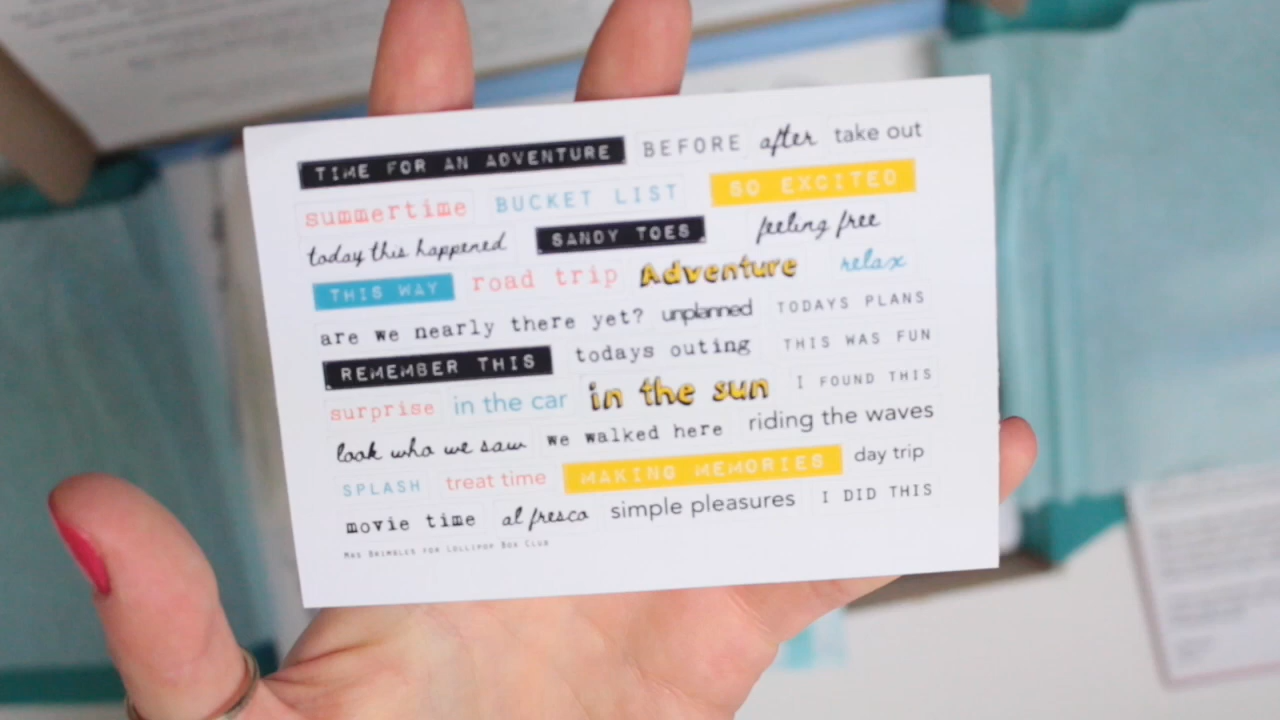 TIME FOR AN ADVENTURE BEFORE after take out
summertime BUCKET LIST SO EXCITED
today this happened SANDY TOES feeling free
THIS WAY road trip Adventure relax
are we nearly there yet? unplanned TODAYS PLANS
REMEMBER THIS todays outing THIS WAS FUN
surprise in the car in the sun I FOUND THIS
look who we saw we walked here riding the waves
SPLASH treat time MAKING MEMORIES day trip
movie time al fresco simple pleasures I DID THIS
MRS BRIMBLES FOR LOLLIPOP BOX CLUB